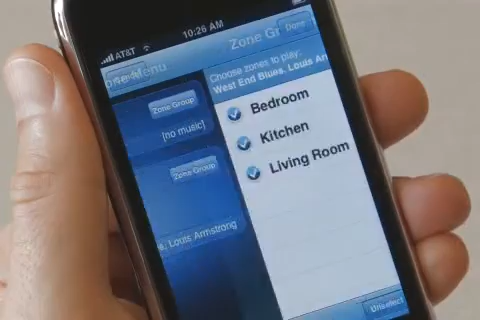 AT&T 10:26 AM
Menu
Zone Gr
Done
Choose zones to play:
West End Blues, Louis An
Zone Group
[no music]
Zone Group
Louis Armstrong
Bedroom
Kitchen
Living Room
Unselect